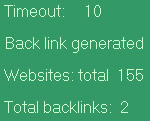 Timeout: 10
Back link generated
Websites: total 155
Total backlinks: 2